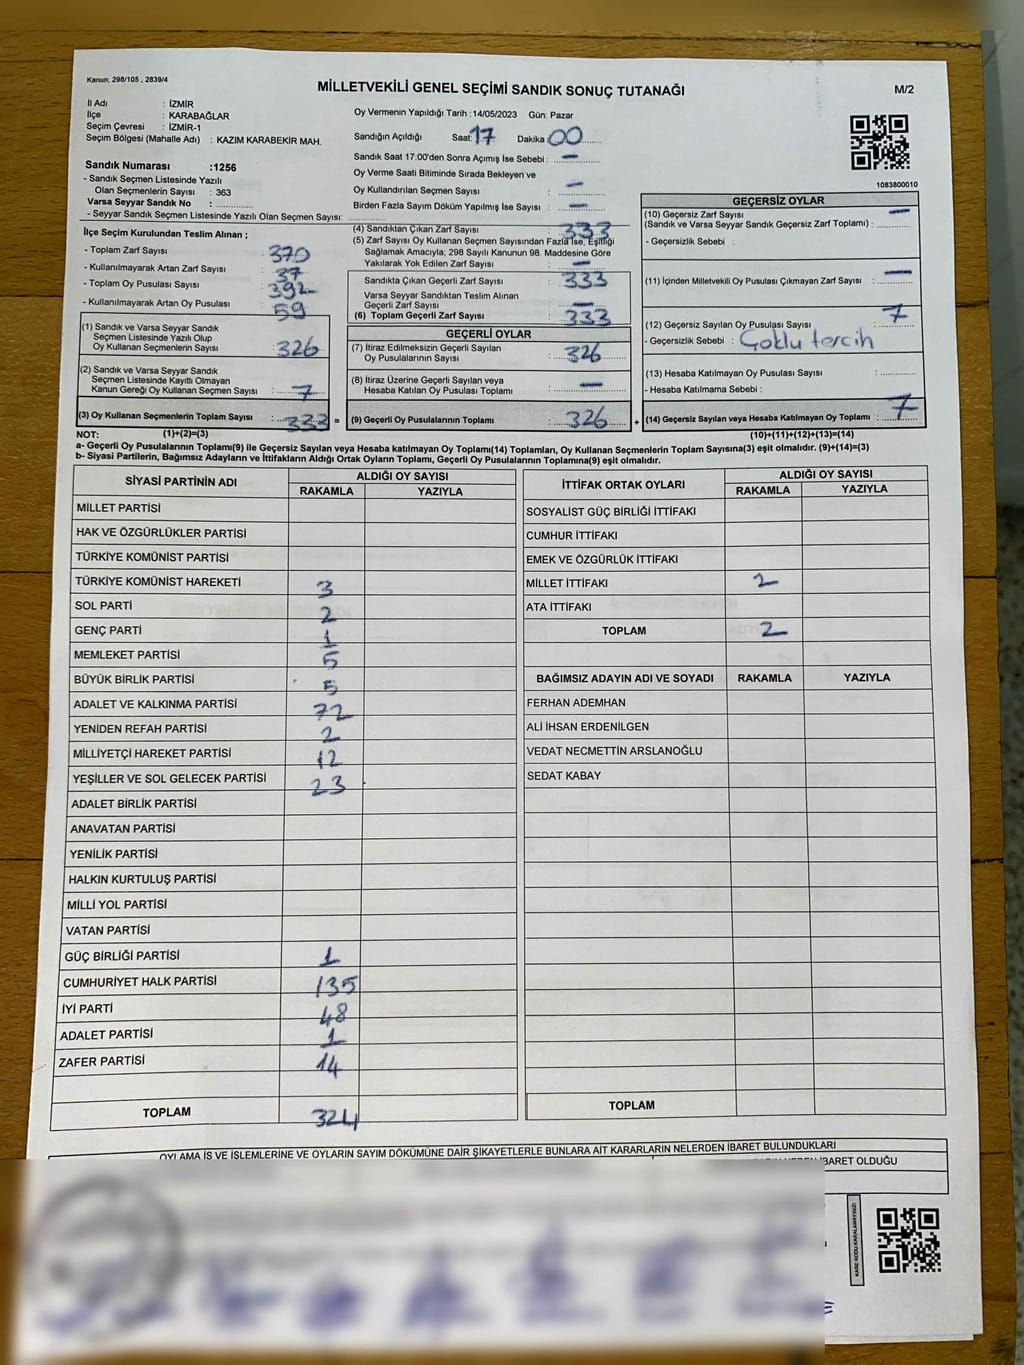 Kanun; 298/105 , 2839/4
MİLLETVEKİLİ GENEL SEÇİMİ SANDIK SONUÇ TUTANAĞI
M/2
İl Adı : İZMİR
İlçe : KARABAĞLAR
Seçim Çevresi : İZMİR-1
Seçim Bölgesi (Mahalle Adı) : KAZIM KARABEKİR MAH.
Sandık Numarası :1256
- Sandık Seçmen Listesinde Yazılı
Olan Seçmenlerin Sayısı : 363
Varsa Seyyar Sandık No :
- Seyyar Sandık Seçmen Listesinde Yazılı Olan Seçmen Sayısı:
Oy Vermenin Yapıldığı Tarih :14/05/2023 Gün: Pazar
Sandığın Açıldığı Saat: 17 Dakika 00
Sandık Saat 17:00'den Sonra Açımış İse Sebebi : —
Oy Verme Saati Bitiminde Sırada Bekleyen ve
Oy Kullandırılan Seçmen Sayısı : —
Birden Fazla Sayım Döküm Yapılmış İse Sayısı : —
1083800010
İlçe Seçim Kurulundan Teslim Alınan ;
- Toplam Zarf Sayısı : 370
- Kullanılmayarak Artan Zarf Sayısı : 37
- Toplam Oy Pusulası Sayısı : 392
- Kullanılmayarak Artan Oy Pusulası : 59
(1) Sandık ve Varsa Seyyar Sandık
Seçmen Listesinde Yazılı Olup
Oy Kullanan Seçmenlerin Sayısı : 326
(2) Sandık ve Varsa Seyyar Sandık
Seçmen Listesinde Kayıtlı Olmayan
Kanun Gereği Oy Kullanan Seçmen Sayısı : 7
(3) Oy Kullanan Seçmenlerin Toplam Sayısı : 333 =
(4) Sandıktan Çıkan Zarf Sayısı : 333
(5) Zarf Sayısı Oy Kullanan Seçmen Sayısından Fazla İse, Eşitliği
Sağlamak Amacıyla; 298 Sayılı Kanunun 98. Maddesine Göre
Yakılarak Yok Edilen Zarf Sayısı : —
Sandıkta Çıkan Geçerli Zarf Sayısı : 333
Varsa Seyyar Sandıktan Teslim Alınan
Geçerli Zarf Sayısı : —
(6) Toplam Geçerli Zarf Sayısı : 333
GEÇERLİ OYLAR
(7) İtiraz Edilmeksizin Geçerli Sayılan
Oy Pusulalarının Sayısı : 326
(8) İtiraz Üzerine Geçerli Sayılan veya
Hesaba Katılan Oy Pusulası Toplamı : —
(9) Geçerli Oy Pusulalarının Toplamı : 326 +
GEÇERSİZ OYLAR
(10) Geçersiz Zarf Sayısı —
(Sandık ve Varsa Seyyar Sandık Geçersiz Zarf Toplamı) :
- Geçersizlik Sebebi :
(11) İçinden Milletvekili Oy Pusulası Çıkmayan Zarf Sayısı : —
(12) Geçersiz Sayılan Oy Pusulası Sayısı : 7
- Geçersizlik Sebebi : Çoklu tercih
(13) Hesaba Katılmayan Oy Pusulası Sayısı :
- Hesaba Katılmama Sebebi :
(14) Geçersiz Sayılan veya Hesaba Katılmayan Oy Toplamı : 7
NOT: (1)+(2)=(3) (10)+(11)+(12)+(13)=(14)
a- Geçerli Oy Pusulalarının Toplamı(9) ile Geçersiz Sayılan veya Hesaba katılmayan Oy Toplamı(14) Toplamları, Oy Kullanan Seçmenlerin Toplam Sayısına(3) eşit olmalıdır. (9)+(14)=(3)
b- Siyasi Partilerin, Bağımsız Adayların ve İttifakların Aldığı Ortak Oyların Toplamı, Geçerli Oy Pusulalarının Toplamına(9) eşit olmalıdır.
SİYASİ PARTİNİN ADI ALDIĞI OY SAYISI
RAKAMLA YAZIYLA
MİLLET PARTİSİ
HAK VE ÖZGÜRLÜKLER PARTİSİ
TÜRKİYE KOMÜNİST PARTİSİ
TÜRKİYE KOMÜNİST HAREKETİ 3
SOL PARTİ 2
GENÇ PARTİ 1
MEMLEKET PARTİSİ 5
BÜYÜK BİRLİK PARTİSİ 5
ADALET VE KALKINMA PARTİSİ 72
YENİDEN REFAH PARTİSİ 2
MİLLİYETÇİ HAREKET PARTİSİ 12
YEŞİLLER VE SOL GELECEK PARTİSİ 23
ADALET BİRLİK PARTİSİ
ANAVATAN PARTİSİ
YENİLİK PARTİSİ
HALKIN KURTULUŞ PARTİSİ
MİLLİ YOL PARTİSİ
VATAN PARTİSİ
GÜÇ BİRLİĞİ PARTİSİ 1
CUMHURİYET HALK PARTİSİ 135
İYİ PARTİ 48
ADALET PARTİSİ 1
ZAFER PARTİSİ 14
TOPLAM 324
İTTİFAK ORTAK OYLARI ALDIĞI OY SAYISI
RAKAMLA YAZIYLA
SOSYALİST GÜÇ BİRLİĞİ İTTİFAKI
CUMHUR İTTİFAKI
EMEK VE ÖZGÜRLÜK İTTİFAKI
MİLLET İTTİFAKI 2
ATA İTTİFAKI
TOPLAM 2
BAĞIMSIZ ADAYIN ADI VE SOYADI RAKAMLA YAZIYLA
FERHAN ADEMHAN
ALİ İHSAN ERDENİLGEN
VEDAT NECMETTİN ARSLANOĞLU
SEDAT KABAY
TOPLAM
OYLAMA İŞ VE İŞLEMLERİNE VE OYLARIN SAYIM DÖKÜMÜNE DAİR ŞİKAYETLERLE BUNLARA AİT KARARLARIN NELERDEN İBARET BULUNDUKLARI
İBARET OLDUĞU
KARE KODU KARALAMAYINIZ!